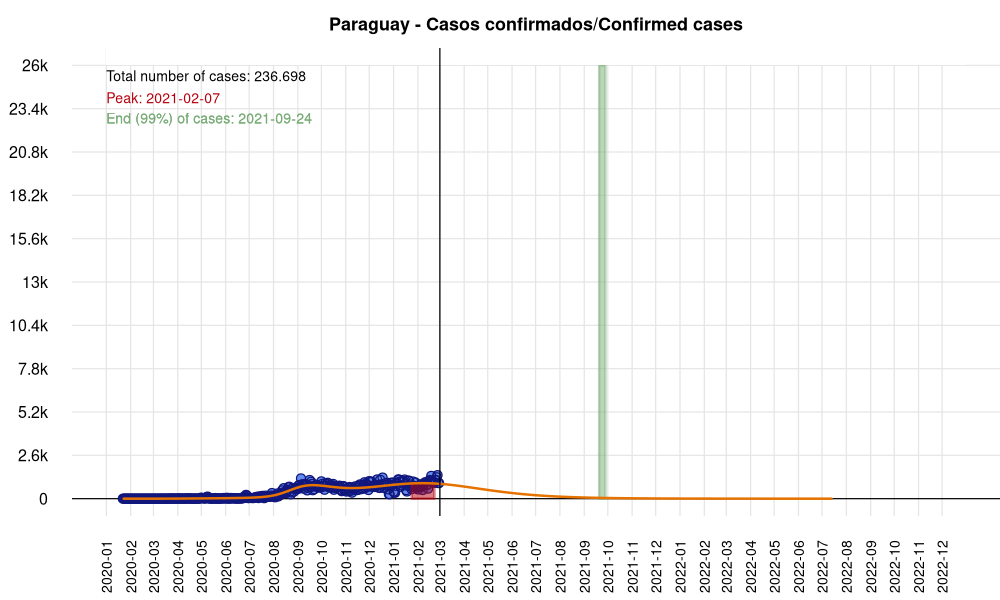 Paraguay - Casos confirmados/Confirmed cases
26k
Total number of cases: 236.698
Peak: 2021-02-07
23.4k
End (99%) of cases: 2021-09-24
20.8k
18.2k
15.6k
13k
10.4k
7.8k
5.2k
2.6k
0
2020-01
2020-02
2020-03
2020-04
2020-05
2020-06
2020-07
2020-08
2020-09
2020-10
2020-11
2020-12
2021-01
2021-02
2021-03
2021-04
2021-05
2021-06
2021-07
2021-08
2021-09
2021-10
2021-11
2021-12
2022-01
2022-02
2022-03
2022-04
2022-05
2022-06
2022-07
2022-08
2022-09
2022-10
2022-11
2022-12